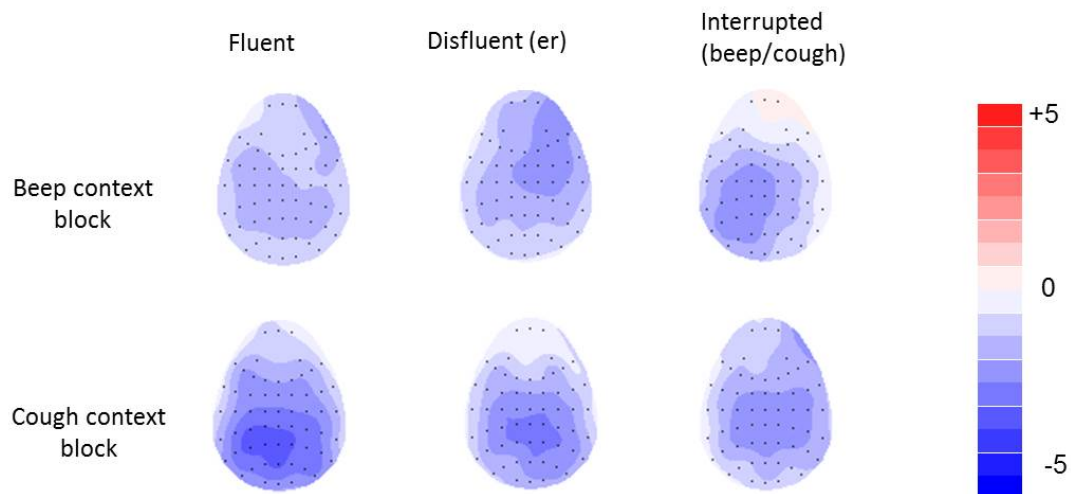 Fluent
Disfluent (er)
Interrupted
(beep/cough)
Beep context
block
Cough context
block
+5
0
-5